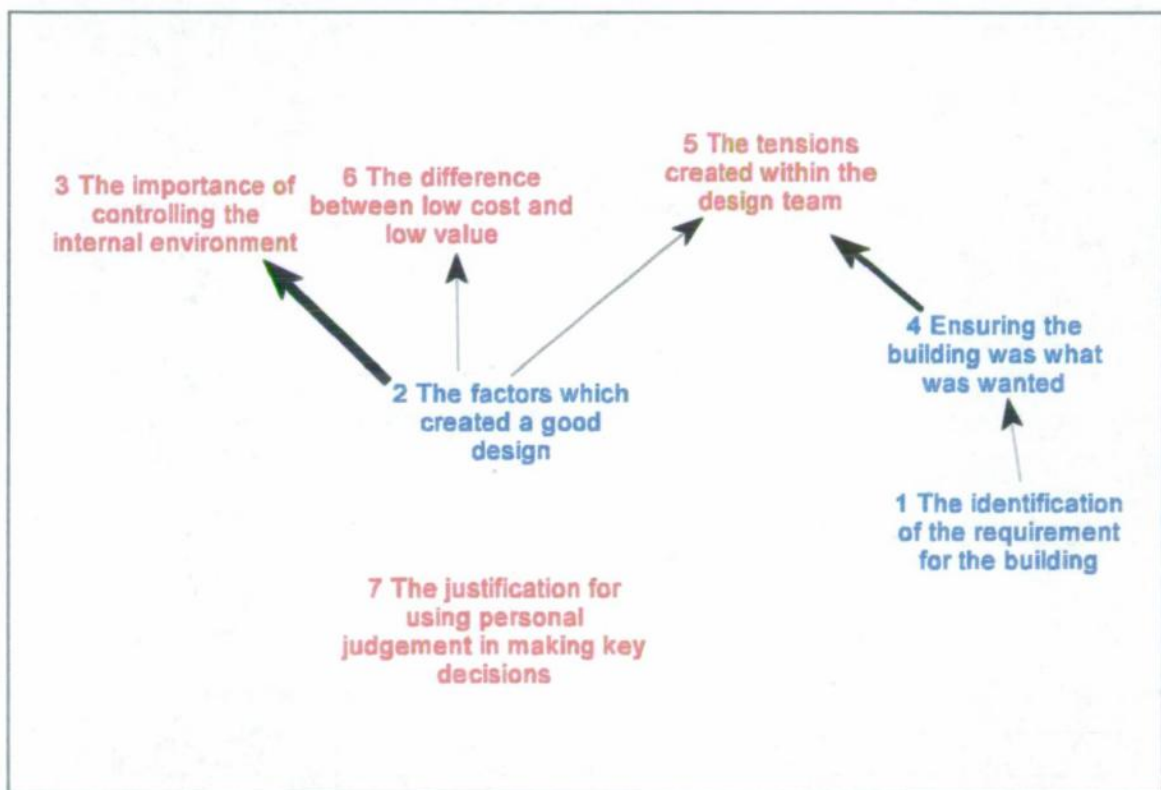 3 The importance of
controlling the
internal environment
6 The difference
between low cost and
low value
5 The tensions
created within the
design team
2 The factors which
created a good
design
4 Ensuring the
building was what
was wanted
1 The identification
of the requirement
for the building
7 The justification for
using personal
judgement in making key
decisions